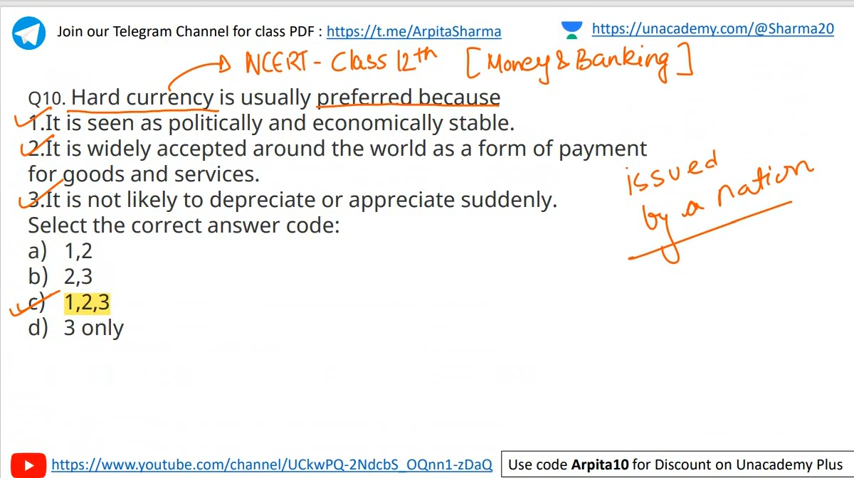 Join our Telegram Channel for class PDF : https://t.me/ArpitaSharma
https://unacademy.com/@Sharma20
NCERT - Class 12th [Money & Banking]
Q10. Hard currency is usually preferred because
1.It is seen as politically and economically stable.
2.It is widely accepted around the world as a form of payment
for goods and services.
3.It is not likely to depreciate or appreciate suddenly.
issued
by a nation
Select the correct answer code:
a) 1,2
b) 2,3
c) 1,2,3
d) 3 only
https://www.youtube.com/channel/UCkwPQ-2NdcbS_OQnn1-zDaQ
Use code Arpita10 for Discount on Unacademy Plus